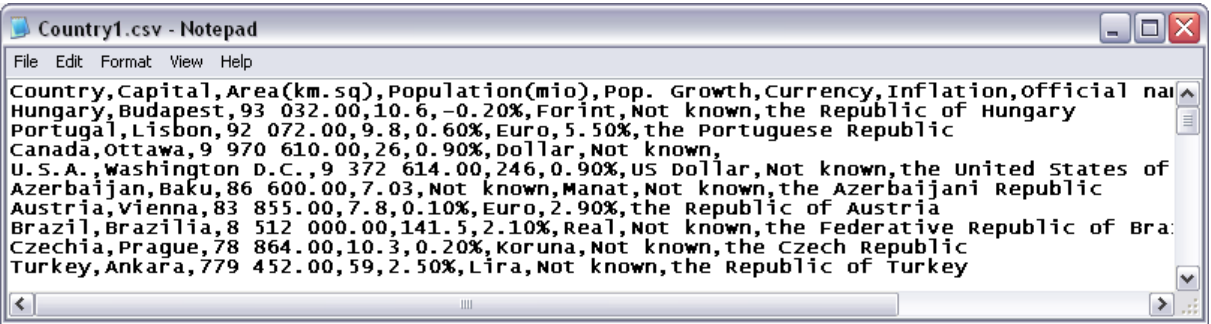 Country1.csv - Notepad
File Edit Format View Help
Country,Capital,Area(km.sq),Population(mio),Pop. Growth,Currency,Inflation,Official
Hungary,Budapest,93 032.00,10.6,-0.20%,Forint,Not known,the Republic of Hungary
Portugal,Lisbon,92 072.00,9.8,0.60%,Euro,5.50%,the Portuguese Republic
Canada,Ottawa,9 970 610.00,26,0.90%,Dollar,Not known,
U.S.A.,Washington D.C.,9 372 614.00,246,0.90%,US Dollar,Not known,the United States of
Azerbaijan,Baku,86 600.00,7.03,Not known,Manat,Not known,the Azerbaijani Republic
Austria,Vienna,83 855.00,7.8,0.10%,Euro,2.90%,the Republic of Austria
Brazil,Brazilia,8 512 000.00,141.5,2.10%,Real,Not known,the Federative Republic of
Czechia,Prague,78 864.00,10.3,0.20%,Koruna,Not known,the Czech Republic
Turkey,Ankara,779 452.00,59,2.50%,Lira,Not known,the Republic of Turkey